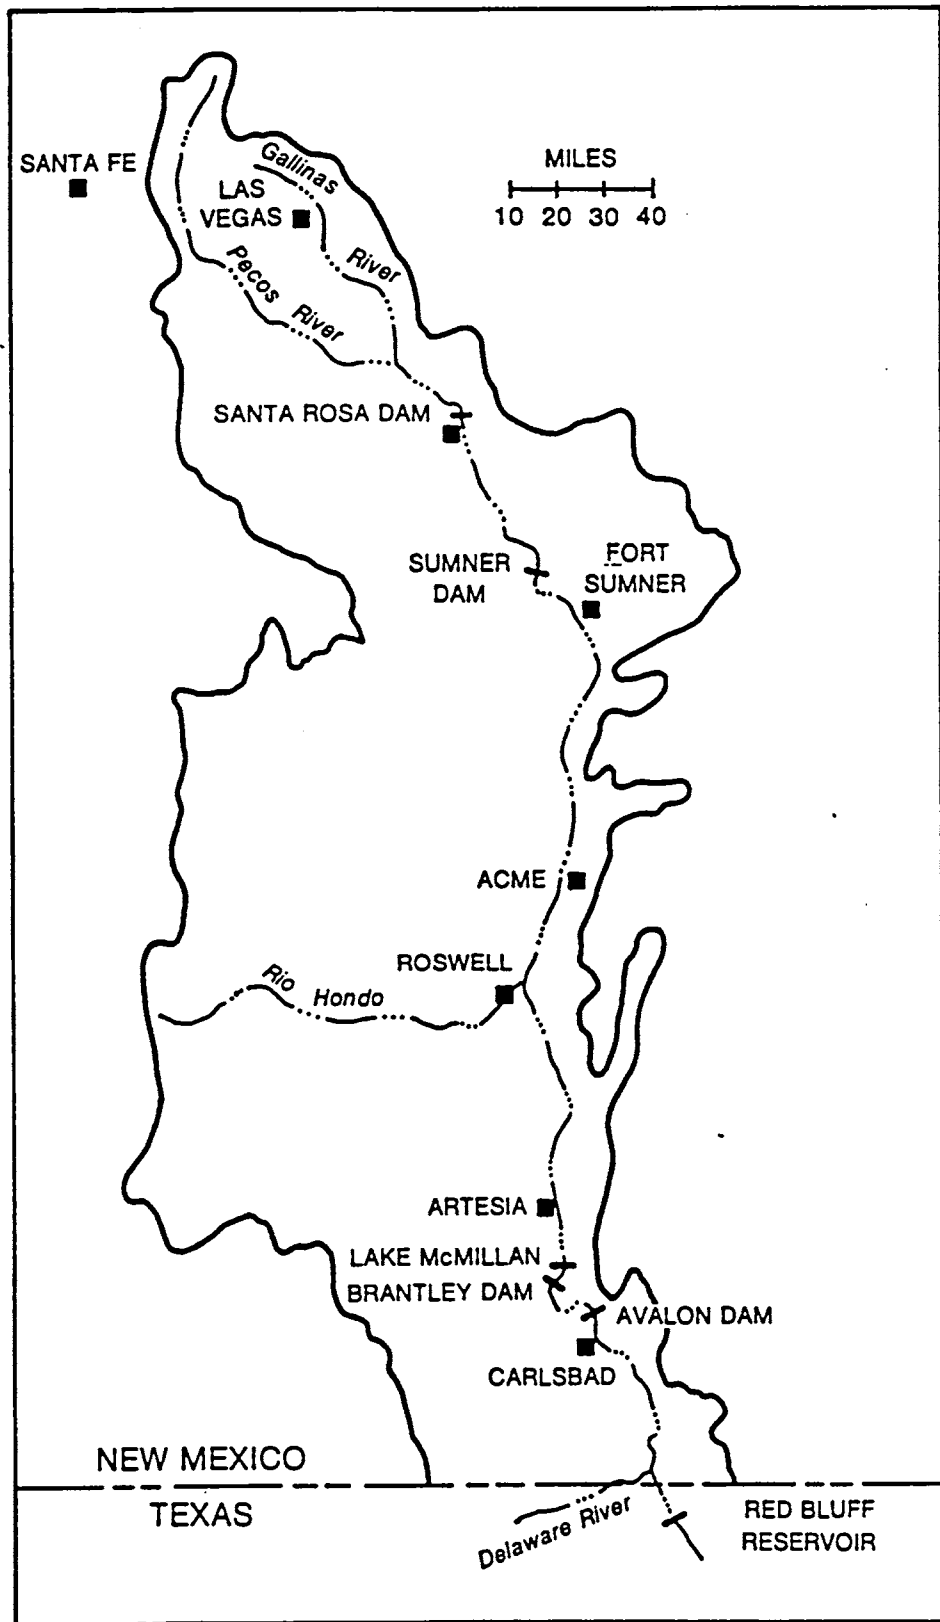 SANTA FE
Gallinas
River
LAS
VEGAS
MILES
10 20 30 40
Pecos
River
SANTA ROSA DAM
SUMNER
DAM
FORT
SUMNER
ACME
ROSWELL
Rio
Hondo
ARTESIA
LAKE McMILLAN
BRANTLEY DAM
AVALON DAM
CARLSBAD
NEW MEXICO
TEXAS
Delaware River
RED BLUFF
RESERVOIR